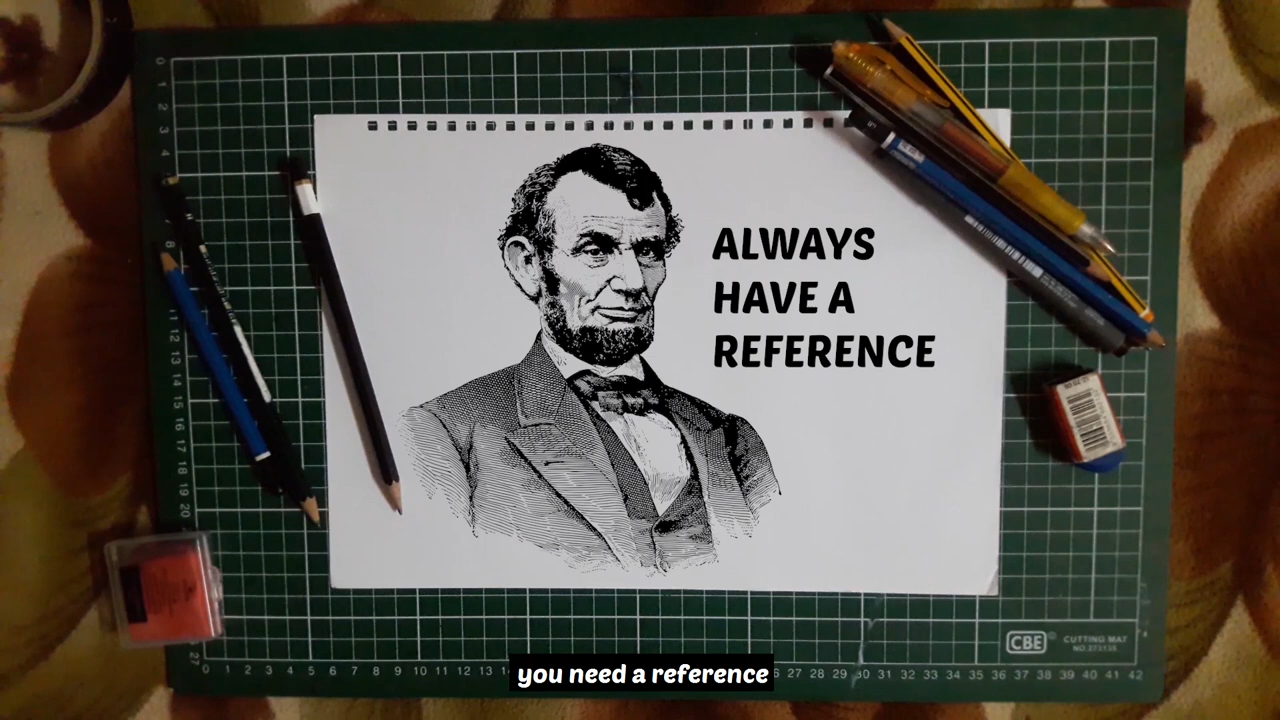 ALWAYS
HAVE A
REFERENCE
CBE
CUTTING MAT
you need a reference